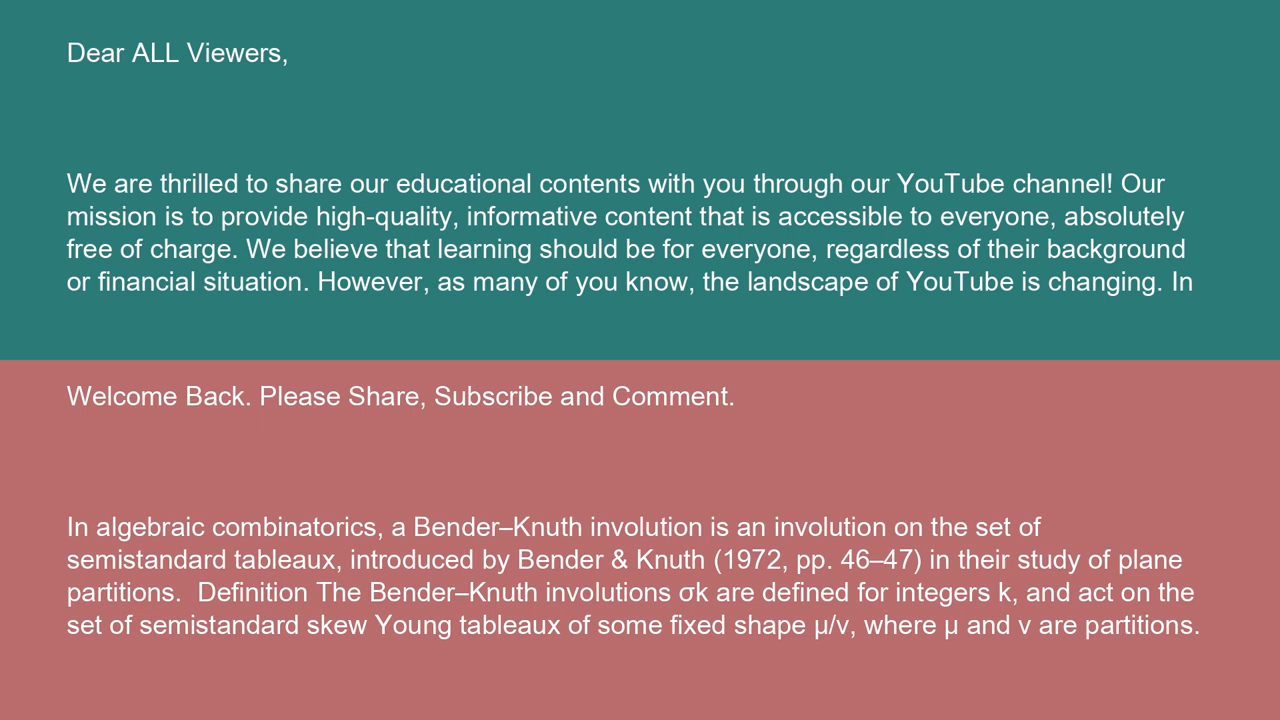 Dear ALL Viewers,
We are thrilled to share our educational contents with you through our YouTube channel! Our
mission is to provide high-quality, informative content that is accessible to everyone, absolutely
free of charge. We believe that learning should be for everyone, regardless of their background
or financial situation. However, as many of you know, the landscape of YouTube is changing. In
Welcome Back. Please Share, Subscribe and Comment.
In algebraic combinatorics, a Bender–Knuth involution is an involution on the set of
semistandard tableaux, introduced by Bender & Knuth (1972, pp. 46–47) in their study of plane
partitions.  Definition The Bender–Knuth involutions σk are defined for integers k, and act on the
set of semistandard skew Young tableaux of some fixed shape μ/ν, where μ and ν are partitions.